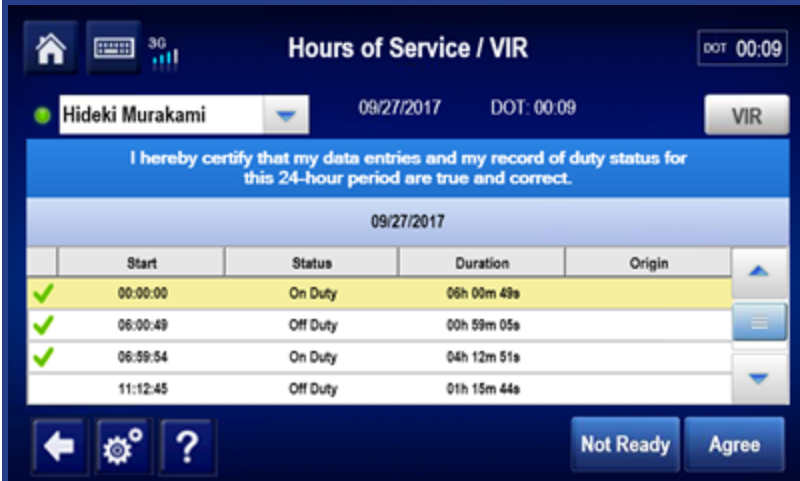 3G
Hours of Service / VIR
DOT 00:09
Hideki Murakami
09/27/2017
DOT: 00:09
VIR
I hereby certify that my data entries and my record of duty status for
this 24-hour period are true and correct.
09/27/2017
Start Status Duration Origin
00:00:00 On Duty 06h 00m 49s
06:00:49 Off Duty 00h 59m 05s
06:59:54 On Duty 04h 12m 51s
11:12:45 Off Duty 01h 15m 44s
?
Not Ready
Agree